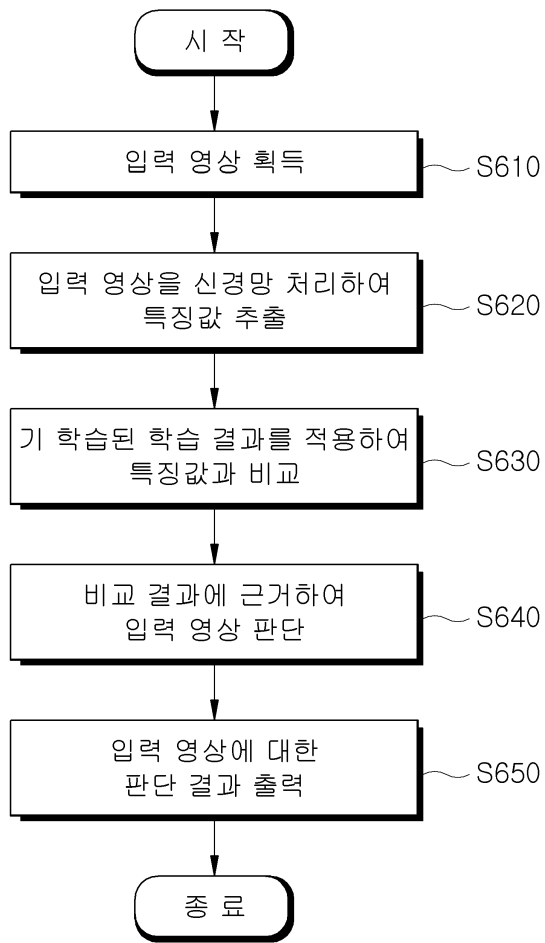 시 작
입력 영상 획득
S610
입력 영상을 신경망 처리하여
특징값 추출
S620
기 학습된 학습 결과를 적용하여
특징값과 비교
S630
비교 결과에 근거하여
입력 영상 판단
S640
입력 영상에 대한
판단 결과 출력
S650
종 료